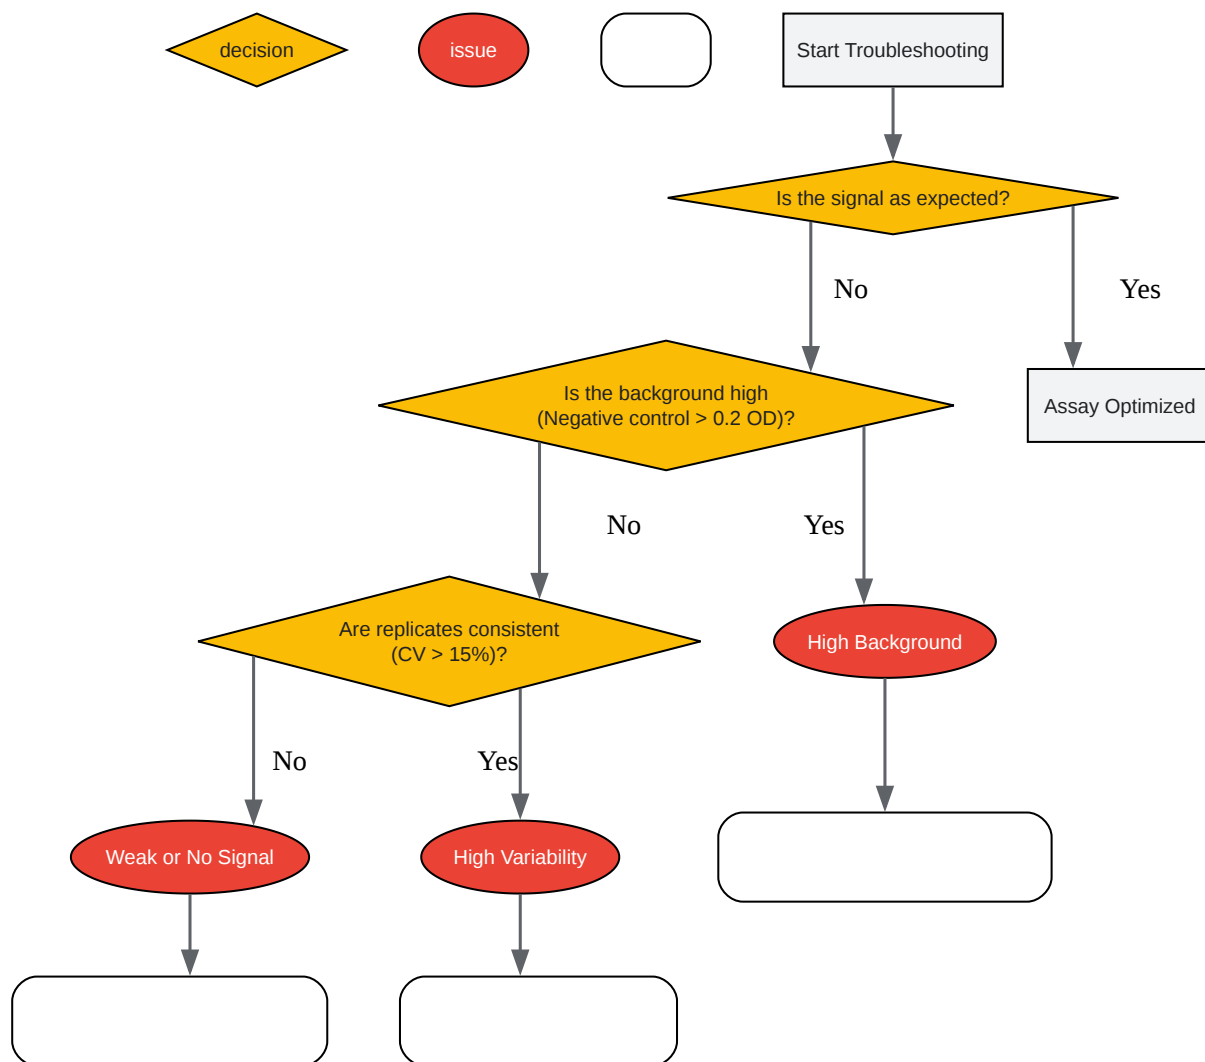 decision
issue
Start Troubleshooting
Is the signal as expected?
No
Yes
Is the background high
(Negative control > 0.2 OD)?
Assay Optimized
No
Yes
Are replicates consistent
(CV > 15%)?
High Background
No
Yes
Weak or No Signal
High Variability